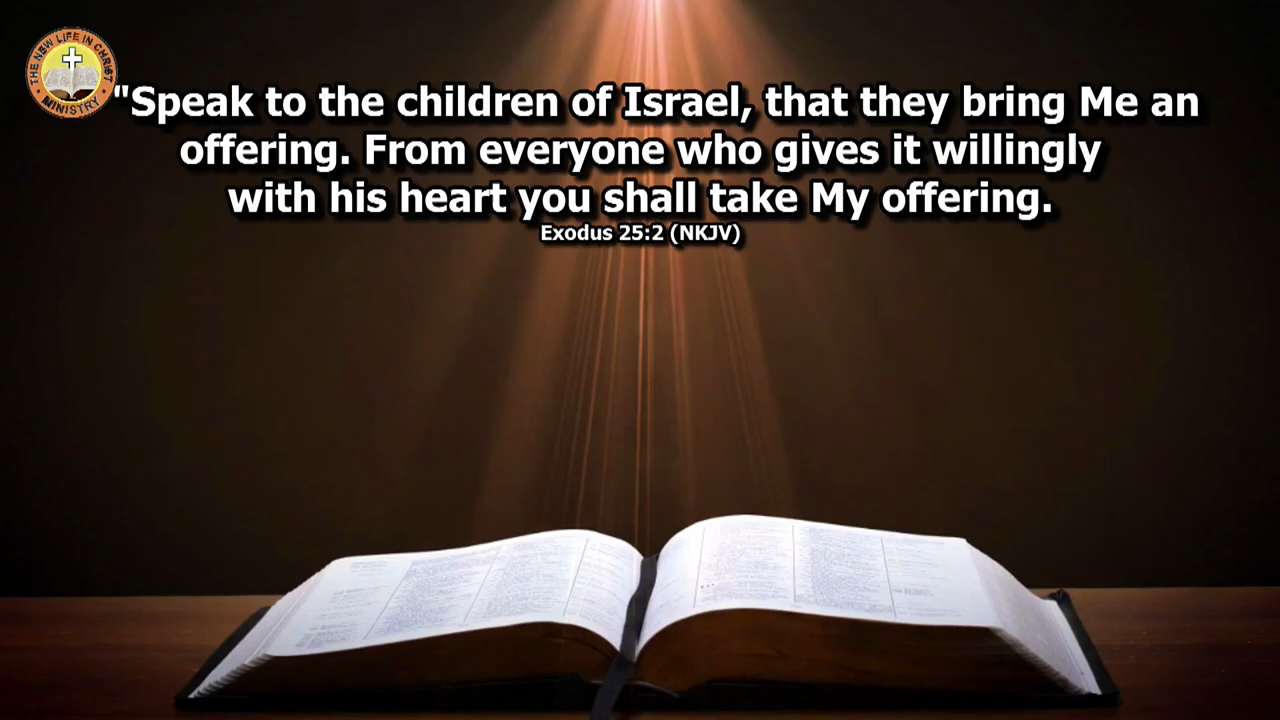 THE NEW LIFE IN CHRIST
MINISTRY
"Speak to the children of Israel, that they bring Me an
offering. From everyone who gives it willingly
with his heart you shall take My offering.
Exodus 25:2 (NKJV)